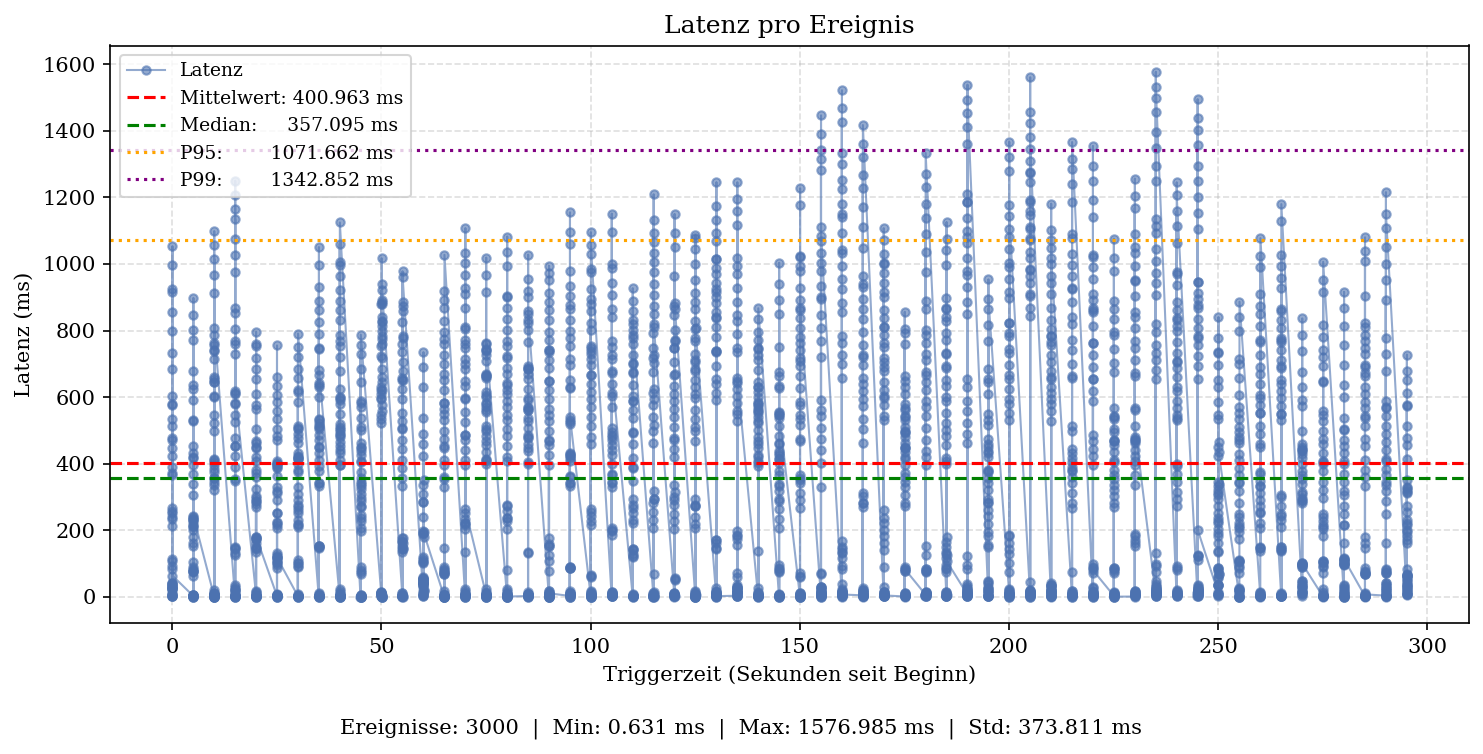 Latenz pro Ereignis
Latenz
Mittelwert: 400.963 ms
Median: 357.095 ms
P95: 1071.662 ms
P99: 1342.852 ms
Latenz (ms)
1600
1400
1200
1000
800
600
400
200
0
0 50 100 150 200 250 300
Triggerzeit (Sekunden seit Beginn)
Ereignisse: 3000 | Min: 0.631 ms | Max: 1576.985 ms | Std: 373.811 ms